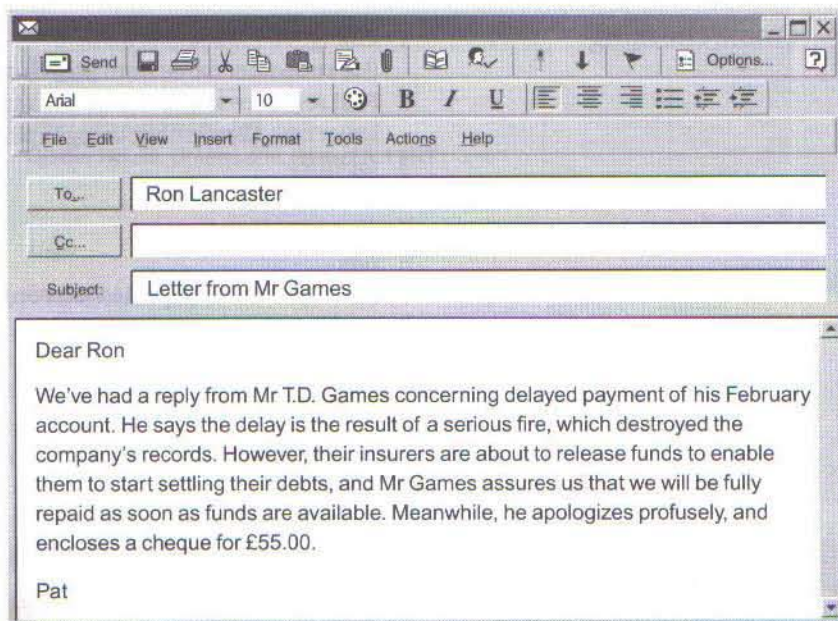 Send
Options...
Arial
10
B I U
File Edit View Insert Format Tools Actions Help
To...
Ron Lancaster
Cc...
Subject:
Letter from Mr Games
Dear Ron
We've had a reply from Mr T.D. Games concerning delayed payment of his February
account. He says the delay is the result of a serious fire, which destroyed the
company's records. However, their insurers are about to release funds to enable
them to start settling their debts, and Mr Games assures us that we will be fully
repaid as soon as funds are available. Meanwhile, he apologizes profusely, and
encloses a cheque for £55.00.
Pat